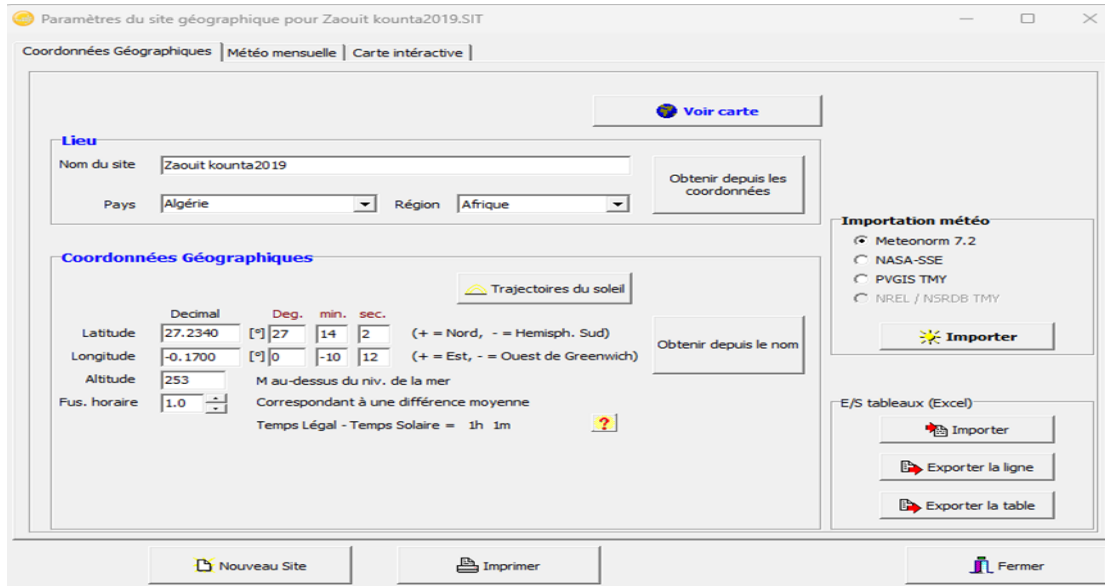 Paramètres du site géographique pour Zaouit kounta2019.SIT
Coordonnées Géographiques Météo mensuelle Carte intéractive
Voir carte
Lieu
Nom du site Zaouit kounta2019
Obtenir depuis les
coordonnées
Pays Algérie Région Afrique
Importation météo
Meteonorm 7.2
NASA-SSE
PVGIS TMY
NREL / NSRDB TMY
Importer
Coordonnées Géographiques
Trajectoires du soleil
Decimal Deg. min. sec.
Latitude 27.2340 [°] 27 14 2 (+ = Nord, - = Hemisph. Sud)
Longitude -0.1700 [°] 0 -10 12 (+ = Est, - = Ouest de Greenwich)
Obtenir depuis le nom
Altitude 253 M au-dessus du niv. de la mer
Fus. horaire 1.0 Correspondant à une différence moyenne
Temps Légal - Temps Solaire = 1h 1m ?
E/S tableaux (Excel)
Importer
Exporter la ligne
Exporter la table
Nouveau Site Imprimer Fermer